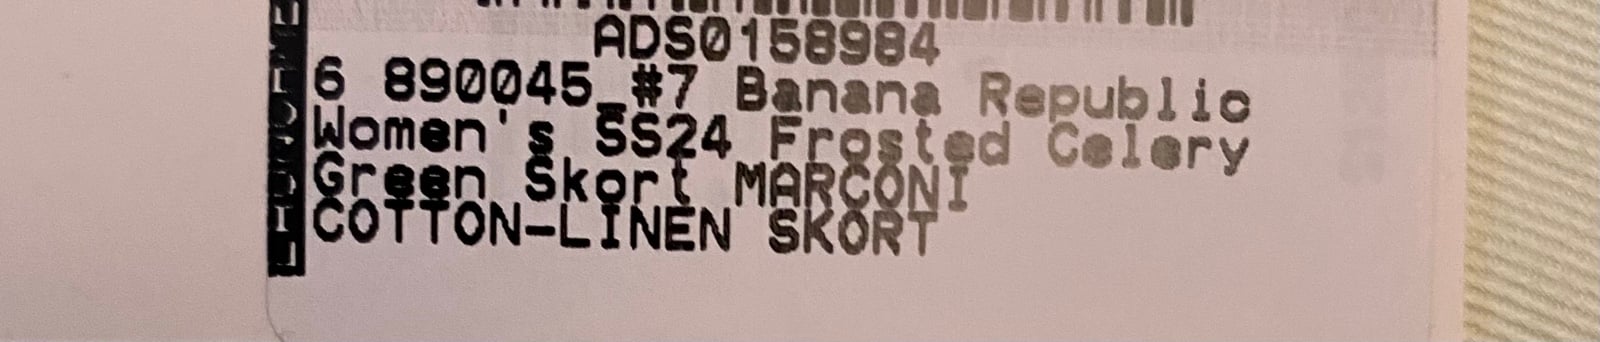 ADS0158984
6 890045_#7 Banana Republic
Women's SS24 Frosted Celery
Green Skort MARCONI
COTTON-LINEN SKORT